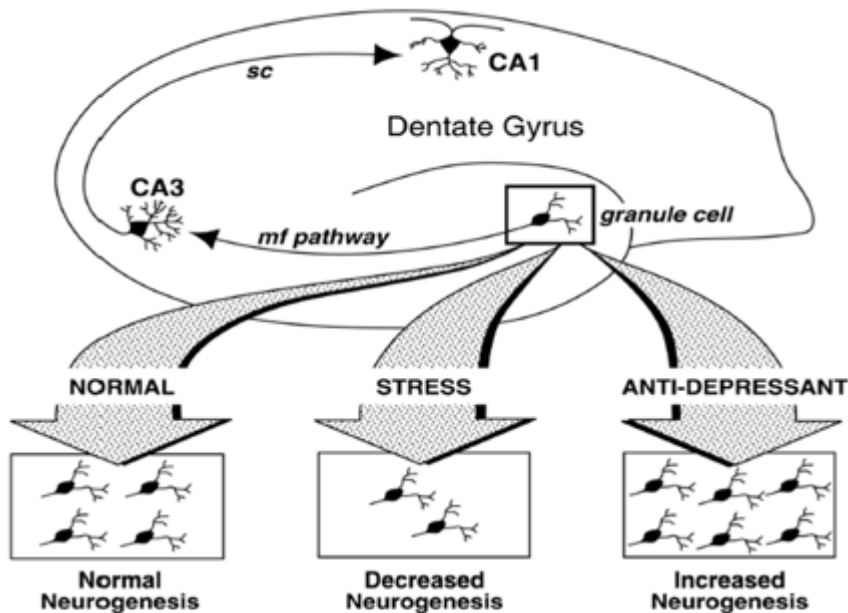 CA1
sc
Dentate Gyrus
CA3
granule cell
mf pathway
NORMAL
STRESS
ANTI-DEPRESSANT
Normal
Neurogenesis
Decreased
Neurogenesis
Increased
Neurogenesis